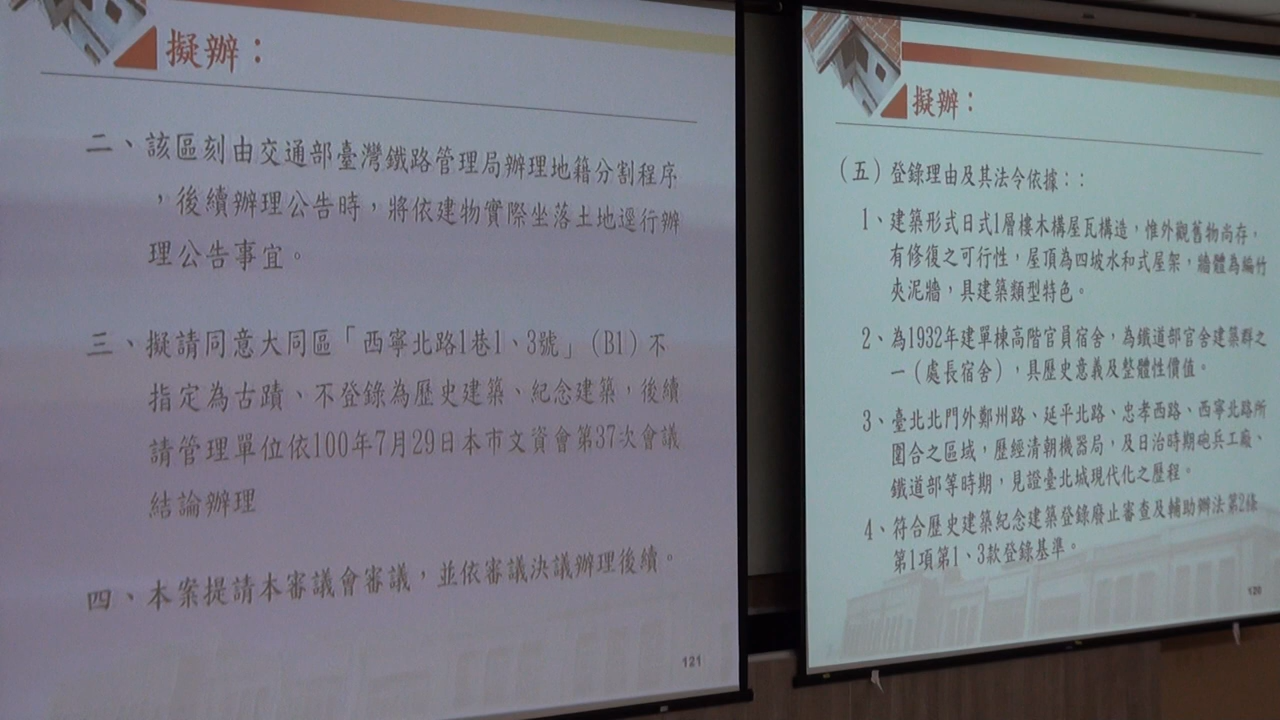 擬辦：
二、該區刻由交通部臺灣鐵路管理局辦理地籍分割程序
，後續辦理公告時，將依建物實際坐落土地逕行辦
理公告事宜。
三、擬請同意大同區「西寧北路1巷1、3號」(B1)不
指定為古蹟、不登錄為歷史建築、紀念建築，後續
請管理單位依100年7月29日本市文資會第37次會議
結論辦理
四、本案提請本審議會審議，並依審議決議辦理後續。
121
擬辦：
(五)登錄理由及其法令依據：：
1、建築形式日式1層樓木構屋瓦構造，惟外觀舊物尚存，
有修復之可行性，屋頂為四坡水和式屋架，牆體為編竹
夾泥牆，具建築類型特色。
2、為1932年建單棟高階官員宿舍，為鐵道部官舍建築群之
一(處長宿舍)，具歷史意義及整體性價值。
3、臺北北門外鄭州路、延平北路、忠孝西路、西寧北路所
圍合之區域，歷經清朝機器局，及日治時期砲兵工廠、
鐵道部等時期，見證臺北城現代化之歷程。
4、符合歷史建築紀念建築登錄廢止審查及輔助辦法第2條
第1項第1、3款登錄基準。
120